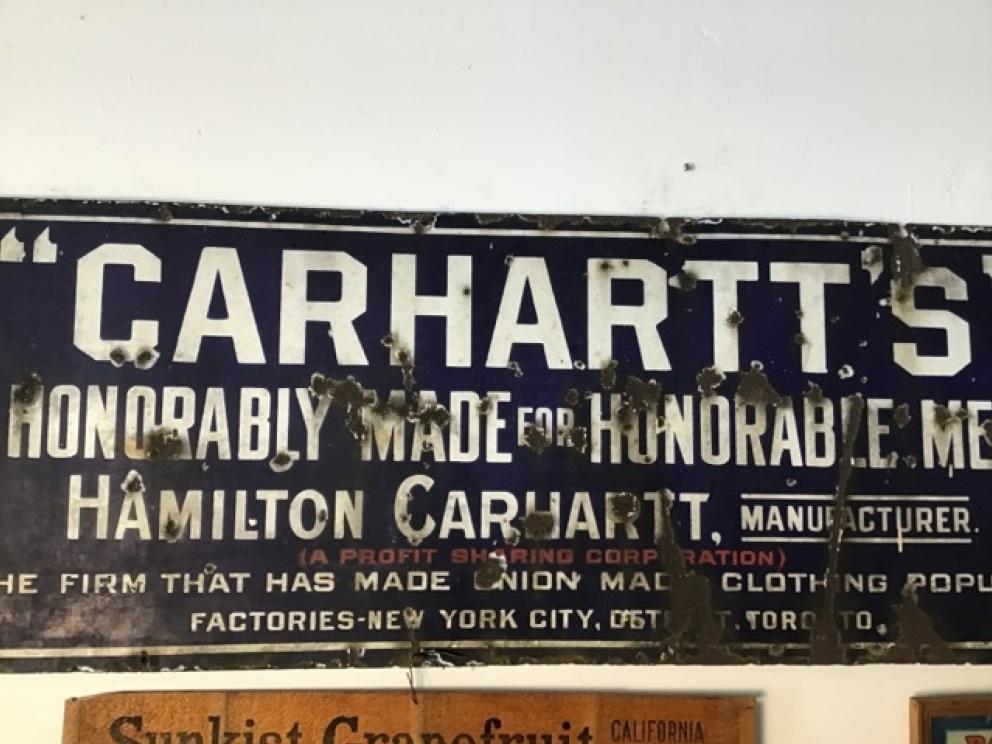 "CARHARTT'S"
HONORABLY MADE FOR HONORABLE ME
HAMILTON CARHARTT, MANUFACTURER.
(A PROFIT SHARING CORPORATION)
HE FIRM THAT HAS MADE UNION MADE CLOTHING POPU
FACTORIES-NEW YORK CITY, DETROIT, TORONTO.
Sunkist Grapefruit CALIFORNIA